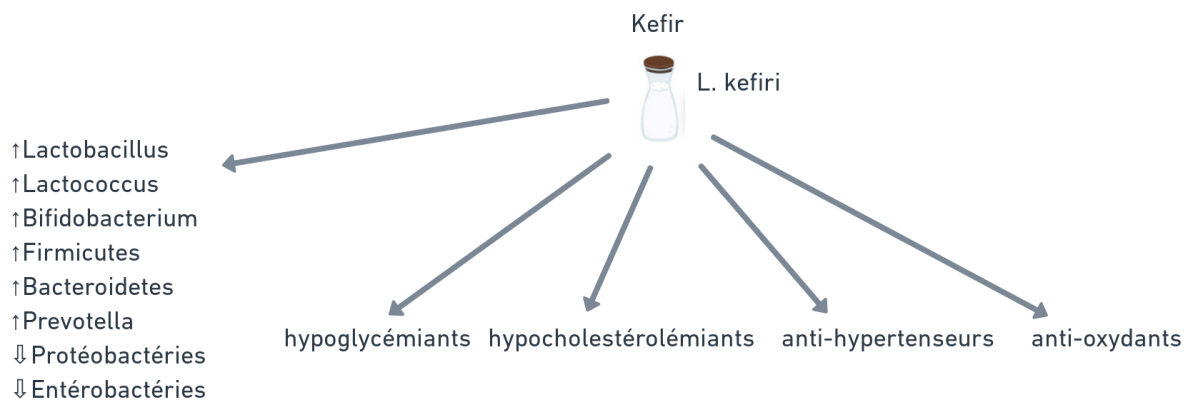 Kefir
L. kefiri
↑Lactobacillus
↑Lactococcus
↑Bifidobacterium
↑Firmicutes
↑Bacteroidetes
↑Prevotella
⇩Protéobactéries
⇩Entérobactéries
hypoglycémiants hypocholestérolémiants anti-hypertenseurs anti-oxydants